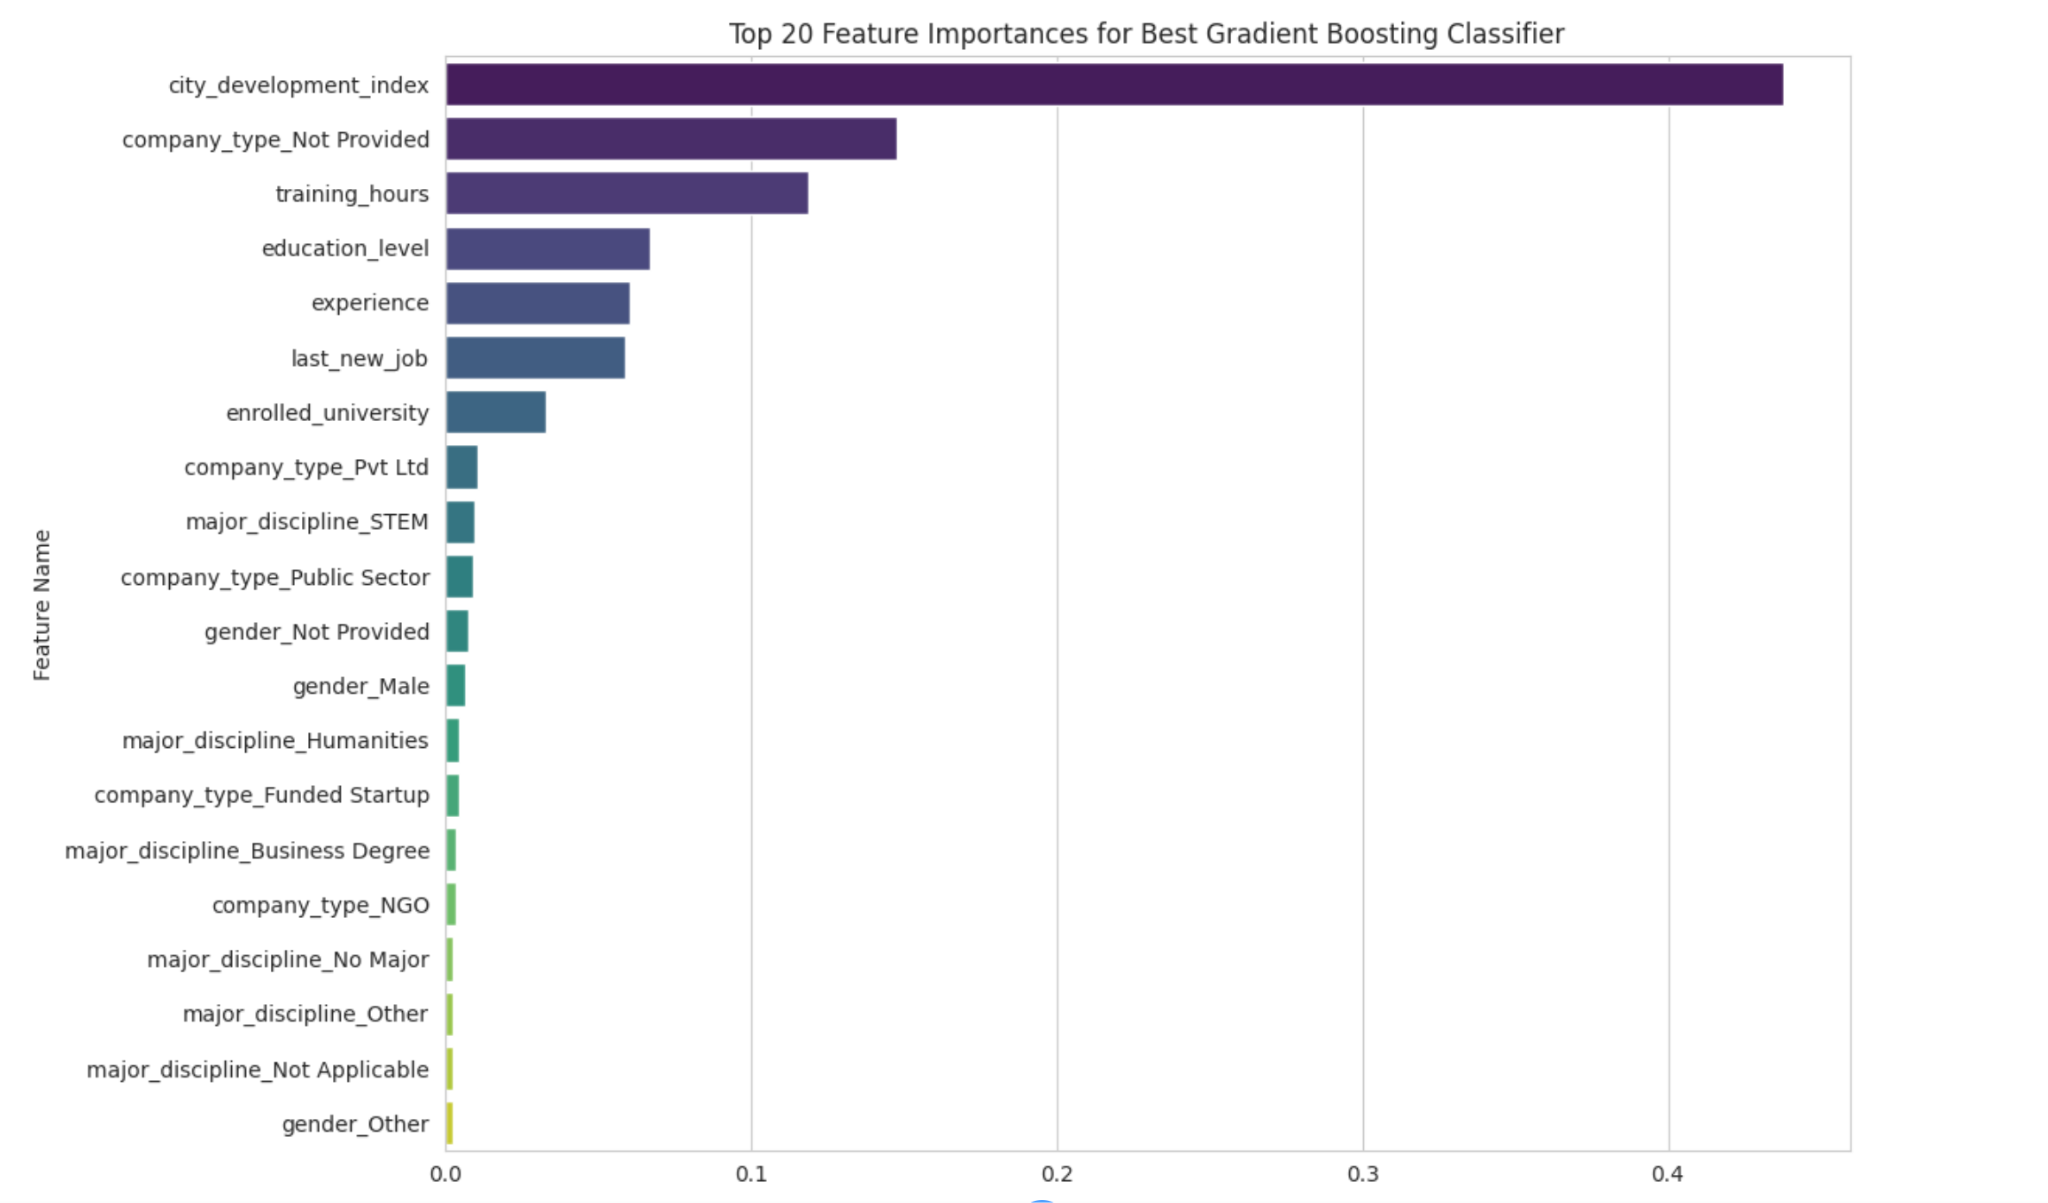 Top 20 Feature Importances for Best Gradient Boosting Classifier
city_development_index
company_type_Not Provided
training_hours
education_level
experience
last_new_job
enrolled_university
company_type_Pvt Ltd
major_discipline_STEM
company_type_Public Sector
gender_Not Provided
gender_Male
major_discipline_Humanities
company_type_Funded Startup
major_discipline_Business Degree
company_type_NGO
major_discipline_No Major
major_discipline_Other
major_discipline_Not Applicable
gender_Other
Feature Name
0.0 0.1 0.2 0.3 0.4